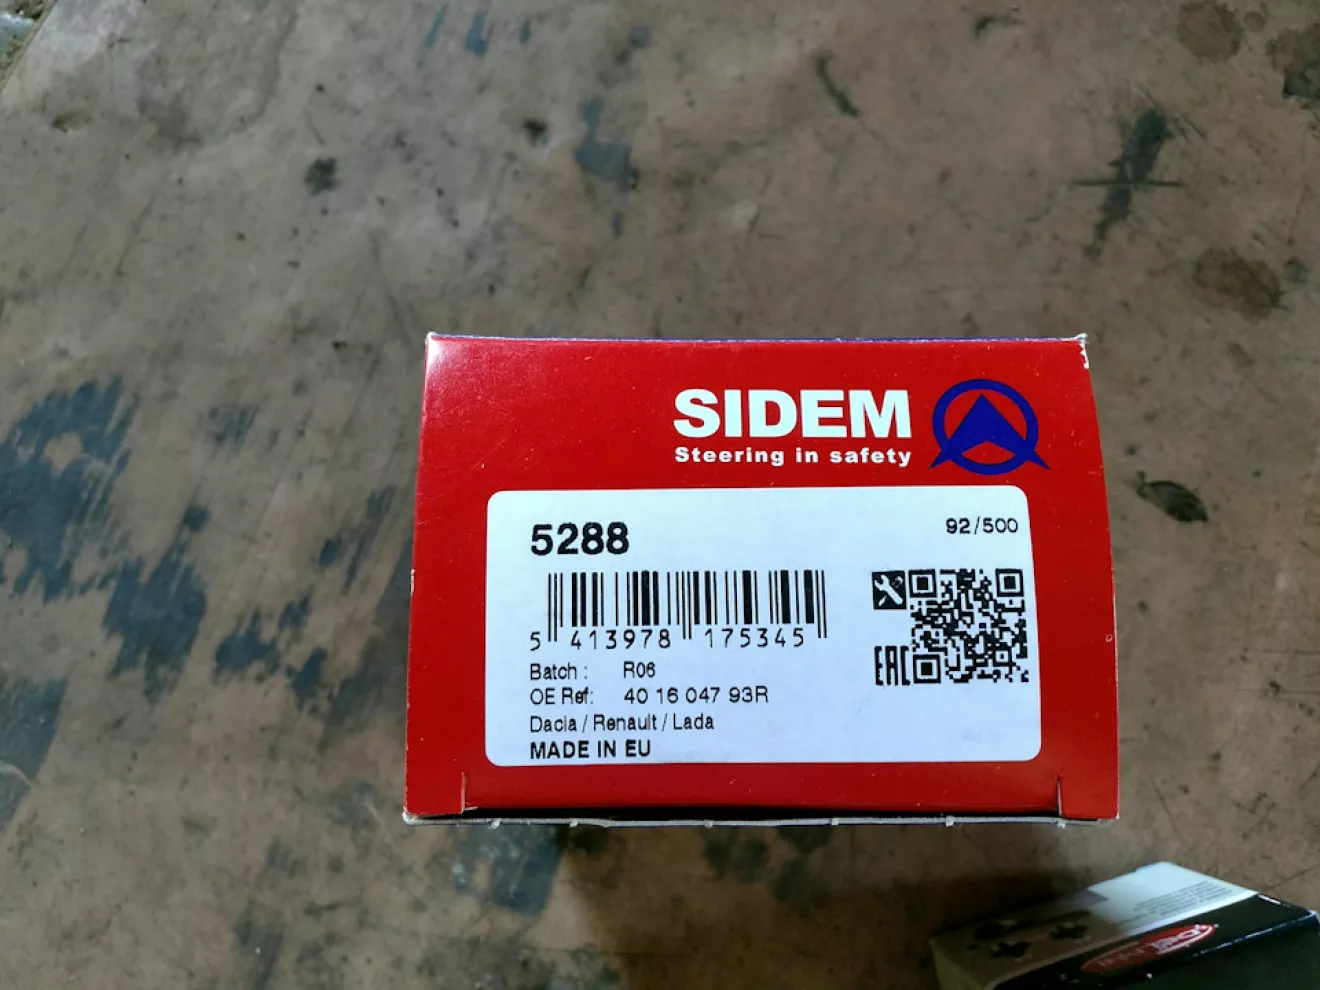 SIDEM
Steering in safety
5288
92/500
5 413978 175345
EAC
Batch : R06
OE Ref: 40 16 047 93R
Dacia / Renault / Lada
MADE IN EU